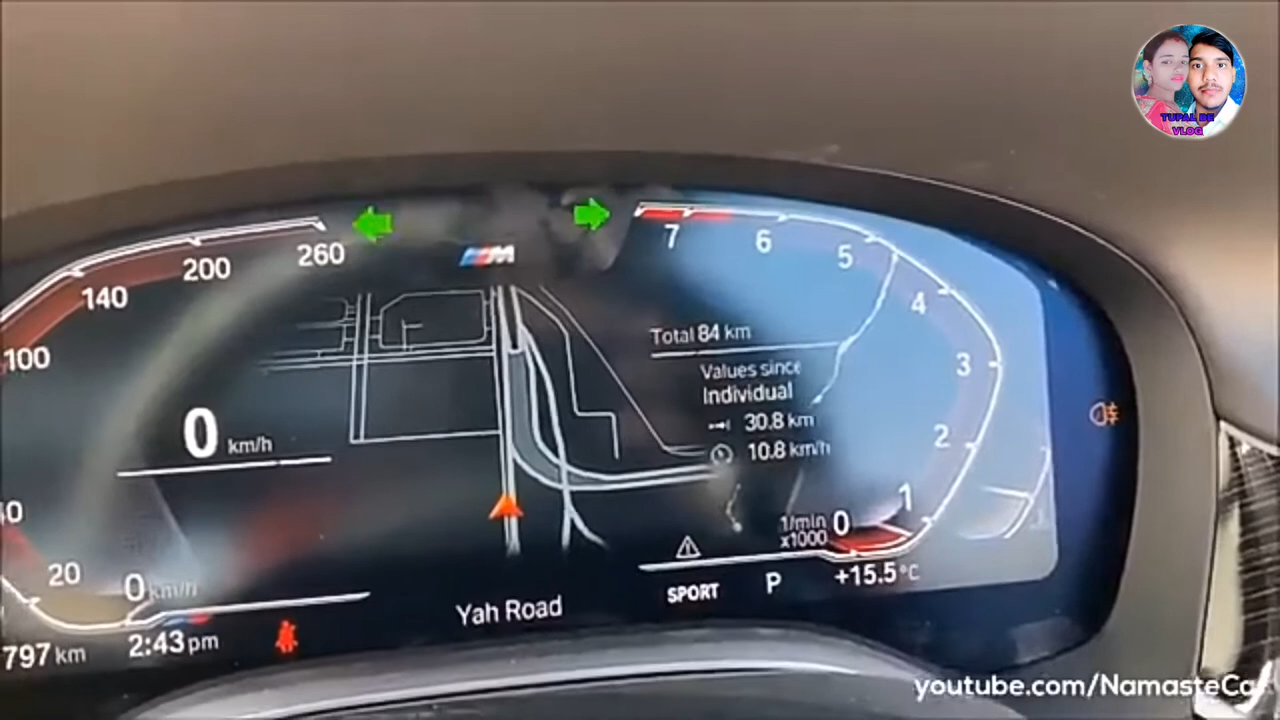 TUPAL DE
VLOG
7
6
5
4
3
2
1
0
260
200
140
100
20
M
Total 84 km
Values since
Individual
30.8 km
10.8 km/h
0 km/h
0 km/h
1/min
x1000
SPORT
P
+15.5°C
Yah Road
797 km
2:43 pm
youtube.com/NamasteCa